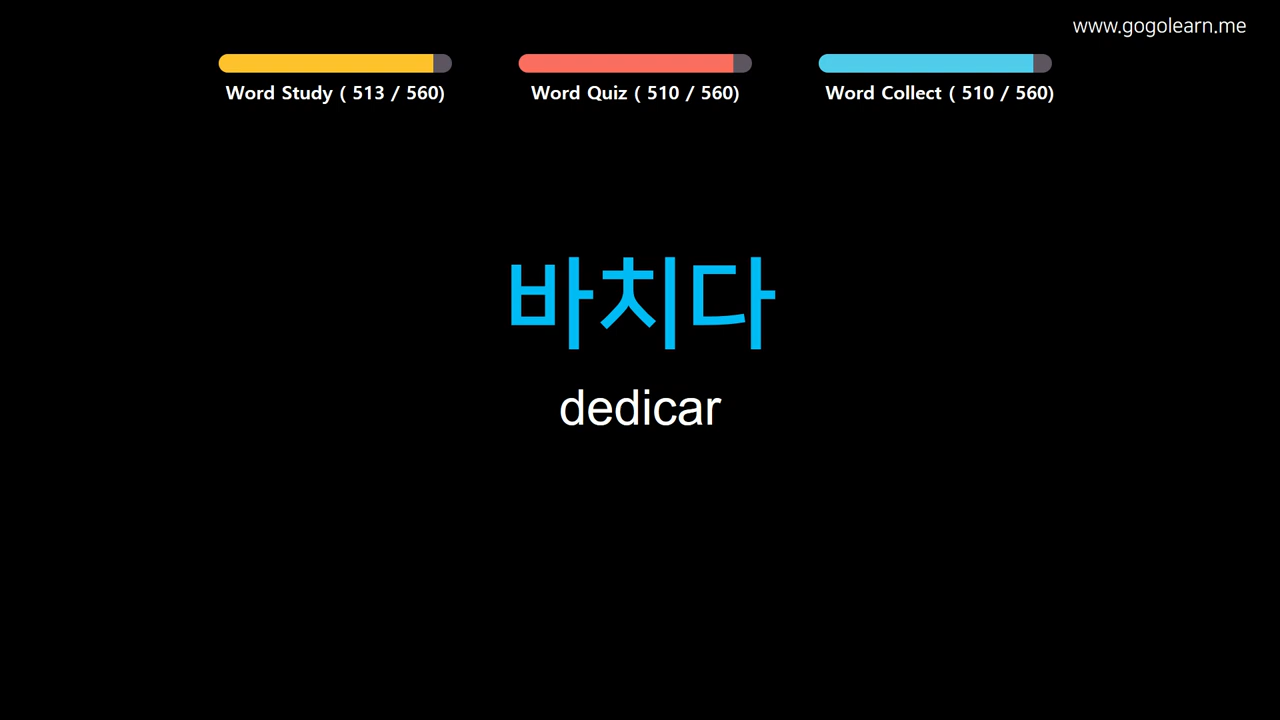 www.gogolearn.me
Word Study ( 513 / 560)
Word Quiz ( 510 / 560)
Word Collect ( 510 / 560)
바치다
dedicar